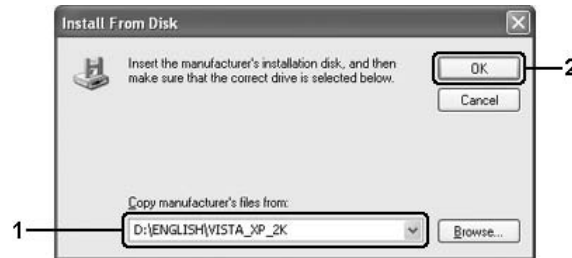 Install From Disk
Insert the manufacturer's installation disk, and then
make sure that the correct drive is selected below.
OK
2
Cancel
Copy manufacturer's files from:
1
D:\ENGLISH\VISTA_XP_2K
Browse...